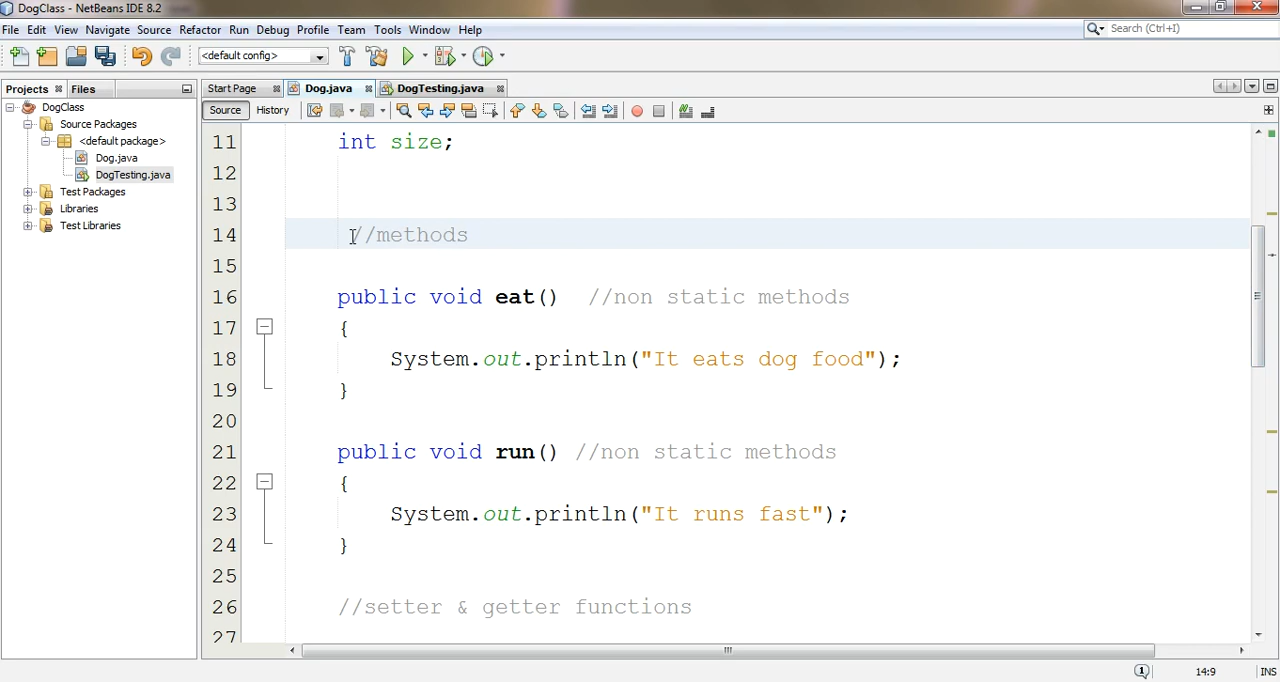 DogClass - NetBeans IDE 8.2
File Edit View Navigate Source Refactor Run Debug Profile Team Tools Window Help
Search (Ctrl+I)
<default config>
Projects Files
Start Page Dog.java DogTesting.java
DogClass
Source Packages
<default package>
Dog.java
DogTesting.java
Test Packages
Libraries
Test Libraries
Source History
11 int size;
12
13
14 //methods
15
16 public void eat() //non static methods
17 {
18 System.out.println("It eats dog food");
19 }
20
21 public void run() //non static methods
22 {
23 System.out.println("It runs fast");
24 }
25
26 //setter & getter functions
27
1 14:9 INS